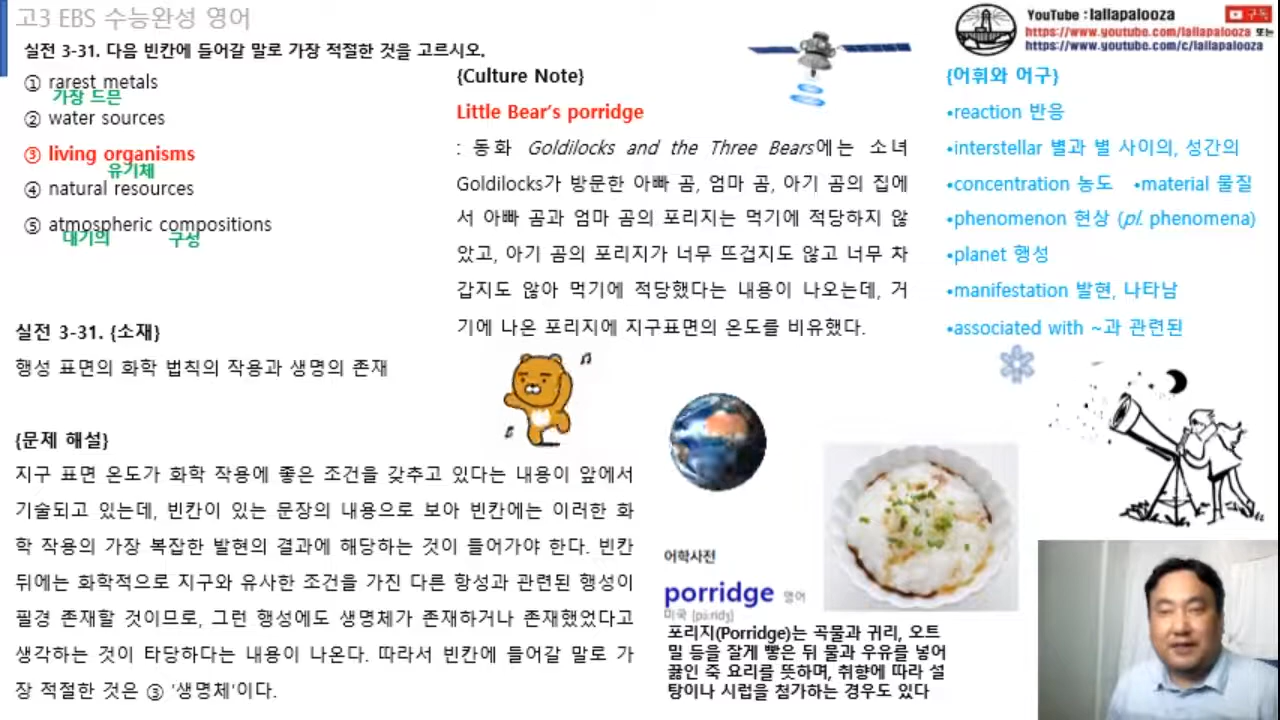 고3 EBS 수능완성 영어
실전 3-31. 다음 빈칸에 들어갈 말로 가장 적절한 것을 고르시오.
① rarest metals
가장 드믄
② water sources
③ living organisms
유기체
④ natural resources
⑤ atmospheric compositions
대기의 구성
실전 3-31. {소재}
행성 표면의 화학 법칙의 작용과 생명의 존재
{문제 해설}
지구 표면 온도가 화학 작용에 좋은 조건을 갖추고 있다는 내용이 앞에서
기술되고 있는데, 빈칸이 있는 문장의 내용으로 보아 빈칸에는 이러한 화
학 작용의 가장 복잡한 발현의 결과에 해당하는 것이 들어가야 한다. 빈칸
뒤에는 화학적으로 지구와 유사한 조건을 가진 다른 항성과 관련된 행성이
필경 존재할 것이므로, 그런 행성에도 생명체가 존재하거나 존재했었다고
생각하는 것이 타당하다는 내용이 나온다. 따라서 빈칸에 들어갈 말로 가
장 적절한 것은 ③ '생명체'이다.
{Culture Note}
Little Bear's porridge
: 동화 Goldilocks and the Three Bears에는 소녀
Goldilocks가 방문한 아빠 곰, 엄마 곰, 아기 곰의 집에
서 아빠 곰과 엄마 곰의 포리지는 먹기에 적당하지 않
았고, 아기 곰의 포리지가 너무 뜨겁지도 않고 너무 차
갑지도 않아 먹기에 적당했다는 내용이 나오는데, 거
기에 나온 포리지에 지구표면의 온도를 비유했다.
어학사전
porridge 영어
미국 [pɔ́:ridʒ]
포리지(Porridge)는 곡물과 귀리, 오트
밀 등을 잘게 빻은 뒤 물과 우유를 넣어
끓인 죽 요리를 뜻하며, 취향에 따라 설
탕이나 시럽을 첨가하는 경우도 있다
YouTube : lallapalooza
구독
https://www.youtube.com/lallapalooza 또는
https://www.youtube.com/c/lallapalooza
{어휘와 어구}
•reaction 반응
•interstellar 별과 별 사이의, 성간의
•concentration 농도 •material 물질
•phenomenon 현상 (pl. phenomena)
•planet 행성
•manifestation 발현, 나타남
•associated with ~과 관련된